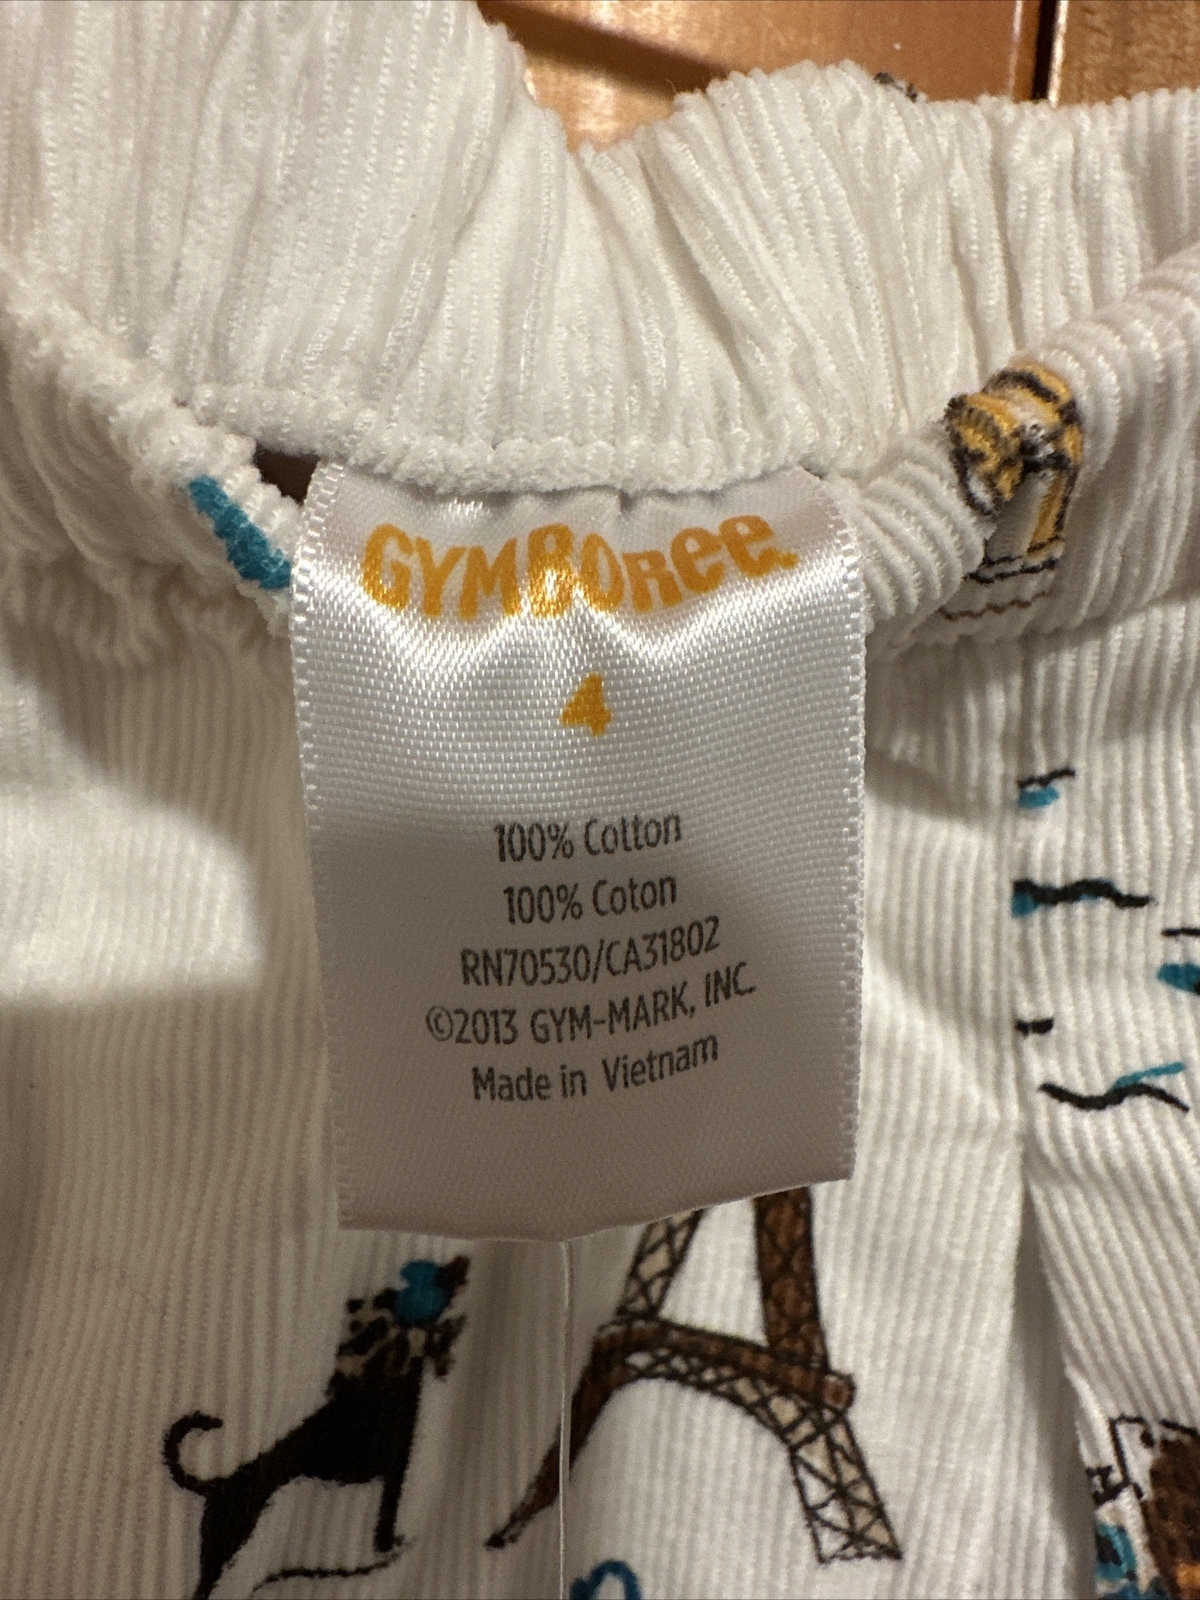 GYMBOREE
4
100% Cotton
100% Coton
RN70530/CA31802
©2013 GYM-MARK, INC.
Made in Vietnam